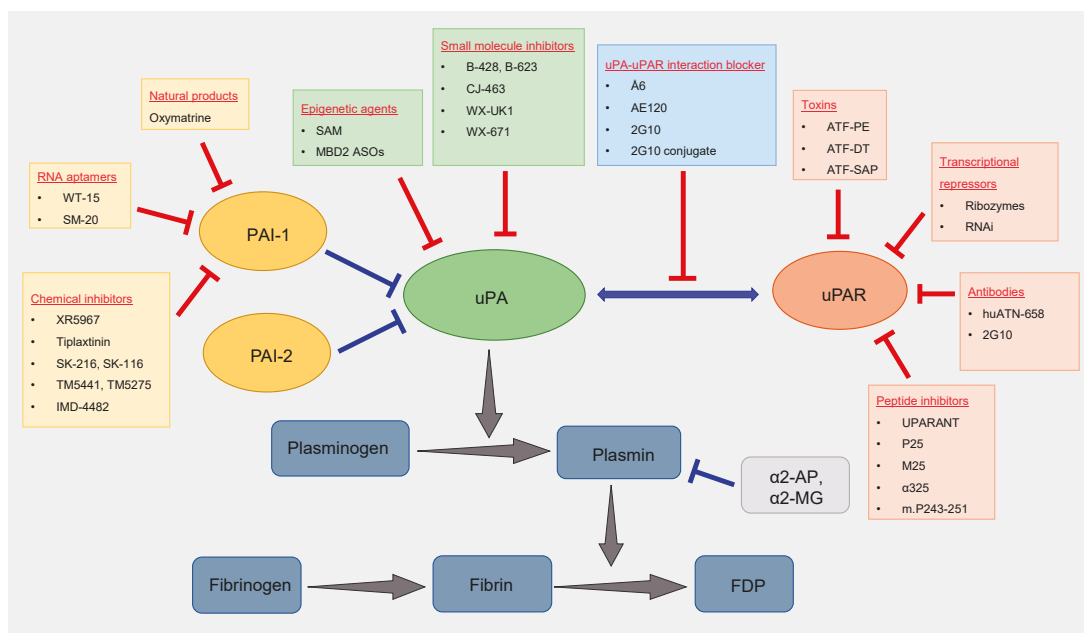 Natural products
Oxymatrine
RNA aptamers
• WT-15
• SM-20
Chemical inhibitors
• XR5967
• Tiplaxtinin
• SK-216, SK-116
• TM5441, TM5275
• IMD-4482
Epigenetic agents
• SAM
• MBD2 ASOs
Small molecule inhibitors
• B-428, B-623
• CJ-463
• WX-UK1
• WX-671
uPA-uPAR interaction blocker
• Å6
• AE120
• 2G10
• 2G10 conjugate
Toxins
• ATF-PE
• ATF-DT
• ATF-SAP
Transcriptional
repressors
• Ribozymes
• RNAi
Antibodies
• huATN-658
• 2G10
Peptide inhibitors
• UPARANT
• P25
• M25
• α325
• m.P243-251
PAI-1
PAI-2
uPA
uPAR
Plasminogen
Plasmin
α2-AP,
α2-MG
Fibrinogen
Fibrin
FDP